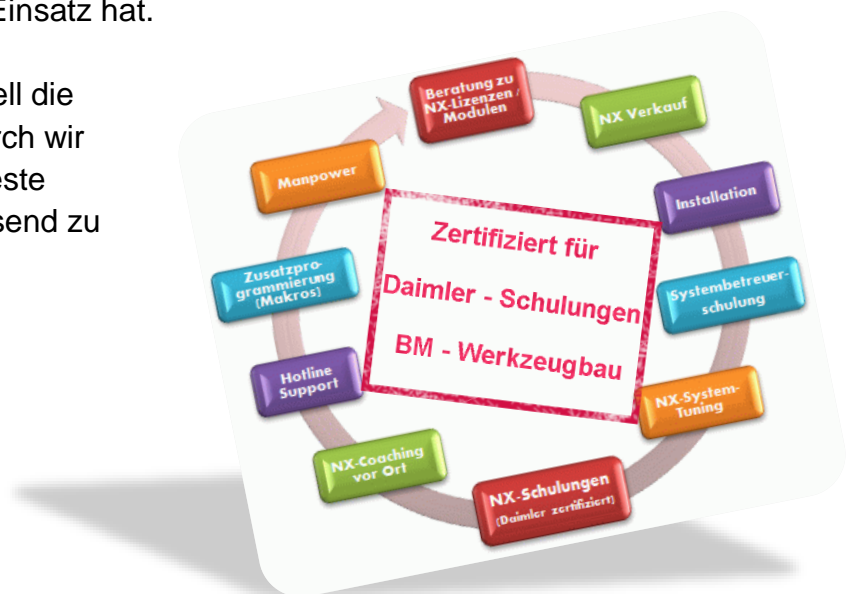 Einsatz hat.
ell die
rch wir
este
send zu
Beratung zu
NX-Lizenzen /
Modulen
NX Verkauf
Installation
Systembetreuer-
schulung
NX-System-
Tuning
NX-Schulungen
(Daimler zertifiziert)
NX-Coaching
vor Ort
Hotline
Support
Zusatzpro-
grammierung
(Makros)
Manpower
Zertifiziert für
Daimler - Schulungen
BM - Werkzeugbau